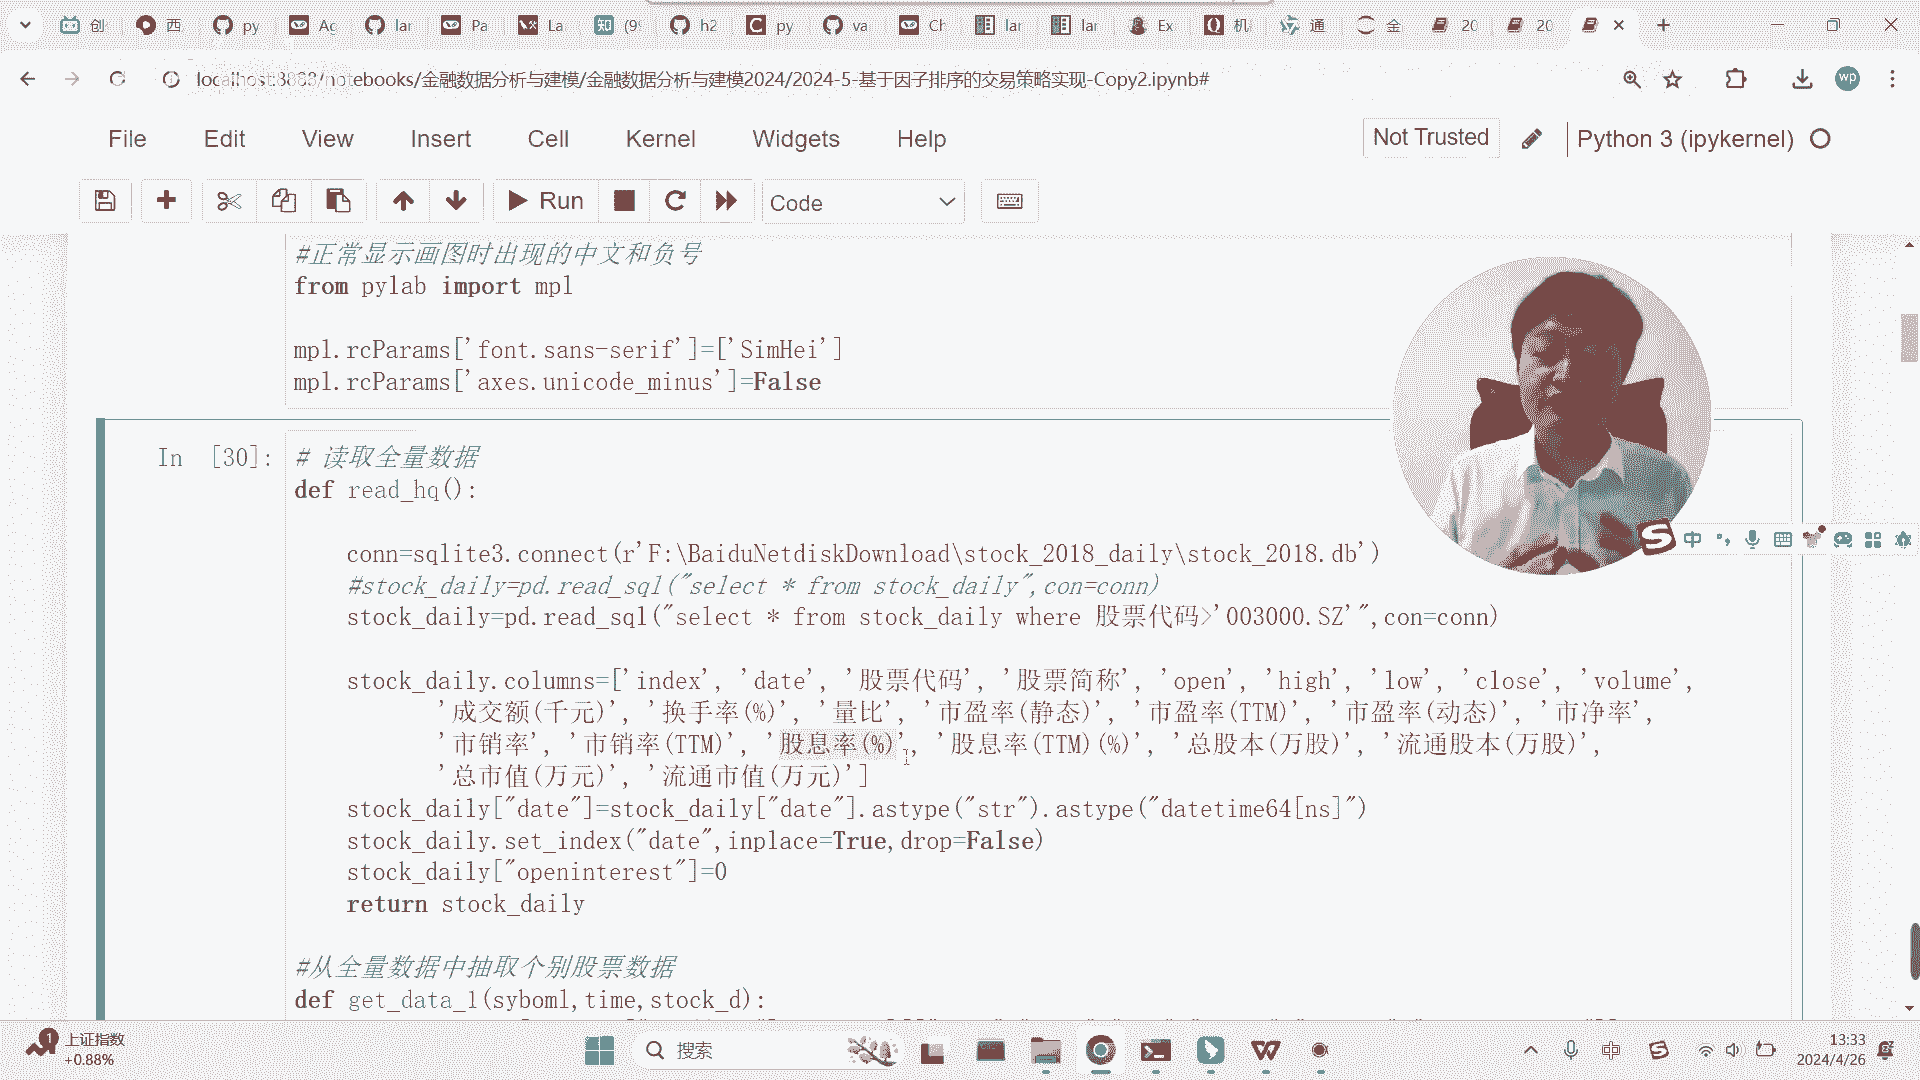 创
西
py
Ag
lar
Pa
La
知 (9
h2
py
va
Ch
lar
lar
Ex
机
通
金
20
20
localhost:8888/notebooks/金融数据分析与建模/金融数据分析与建模2024/2024-5-基于因子排序的交易策略实现-Copy2.ipynb#
wp
File Edit View Insert Cell Kernel Widgets Help
Not Trusted
Python 3 (ipykernel)
Run
Code
#正常显示画图时出现的中文和负号
from pylab import mpl
mpl.rcParams['font.sans-serif']=['SimHei']
mpl.rcParams['axes.unicode_minus']=False
In [30]:
# 读取全量数据
def read_hq():
conn=sqlite3.connect(r'F:\BaiduNetdiskDownload\stock_2018_daily\stock_2018.db')
#stock_daily=pd.read_sql("select * from stock_daily",con=conn)
stock_daily=pd.read_sql("select * from stock_daily where 股票代码>'003000.SZ'",con=conn)
stock_daily.columns=['index', 'date', '股票代码', '股票简称', 'open', 'high', 'low', 'close', 'volume',
'成交额(千元)', '换手率(%)', '量比', '市盈率(静态)', '市盈率(TTM)', '市盈率(动态)', '市净率',
'市销率', '市销率(TTM)', '股息率(%)', '股息率(TTM)(%)', '总股本(万股)', '流通股本(万股)',
'总市值(万元)', '流通市值(万元)']
stock_daily["date"]=stock_daily["date"].astype("str").astype("datetime64[ns]")
stock_daily.set_index("date",inplace=True,drop=False)
stock_daily["openinterest"]=0
return stock_daily
#从全量数据中抽取个别股票数据
def get_data_1(syboml,time,stock_d):
中
1
上证指数
+0.88%
搜索
中
13:33
2024/4/26